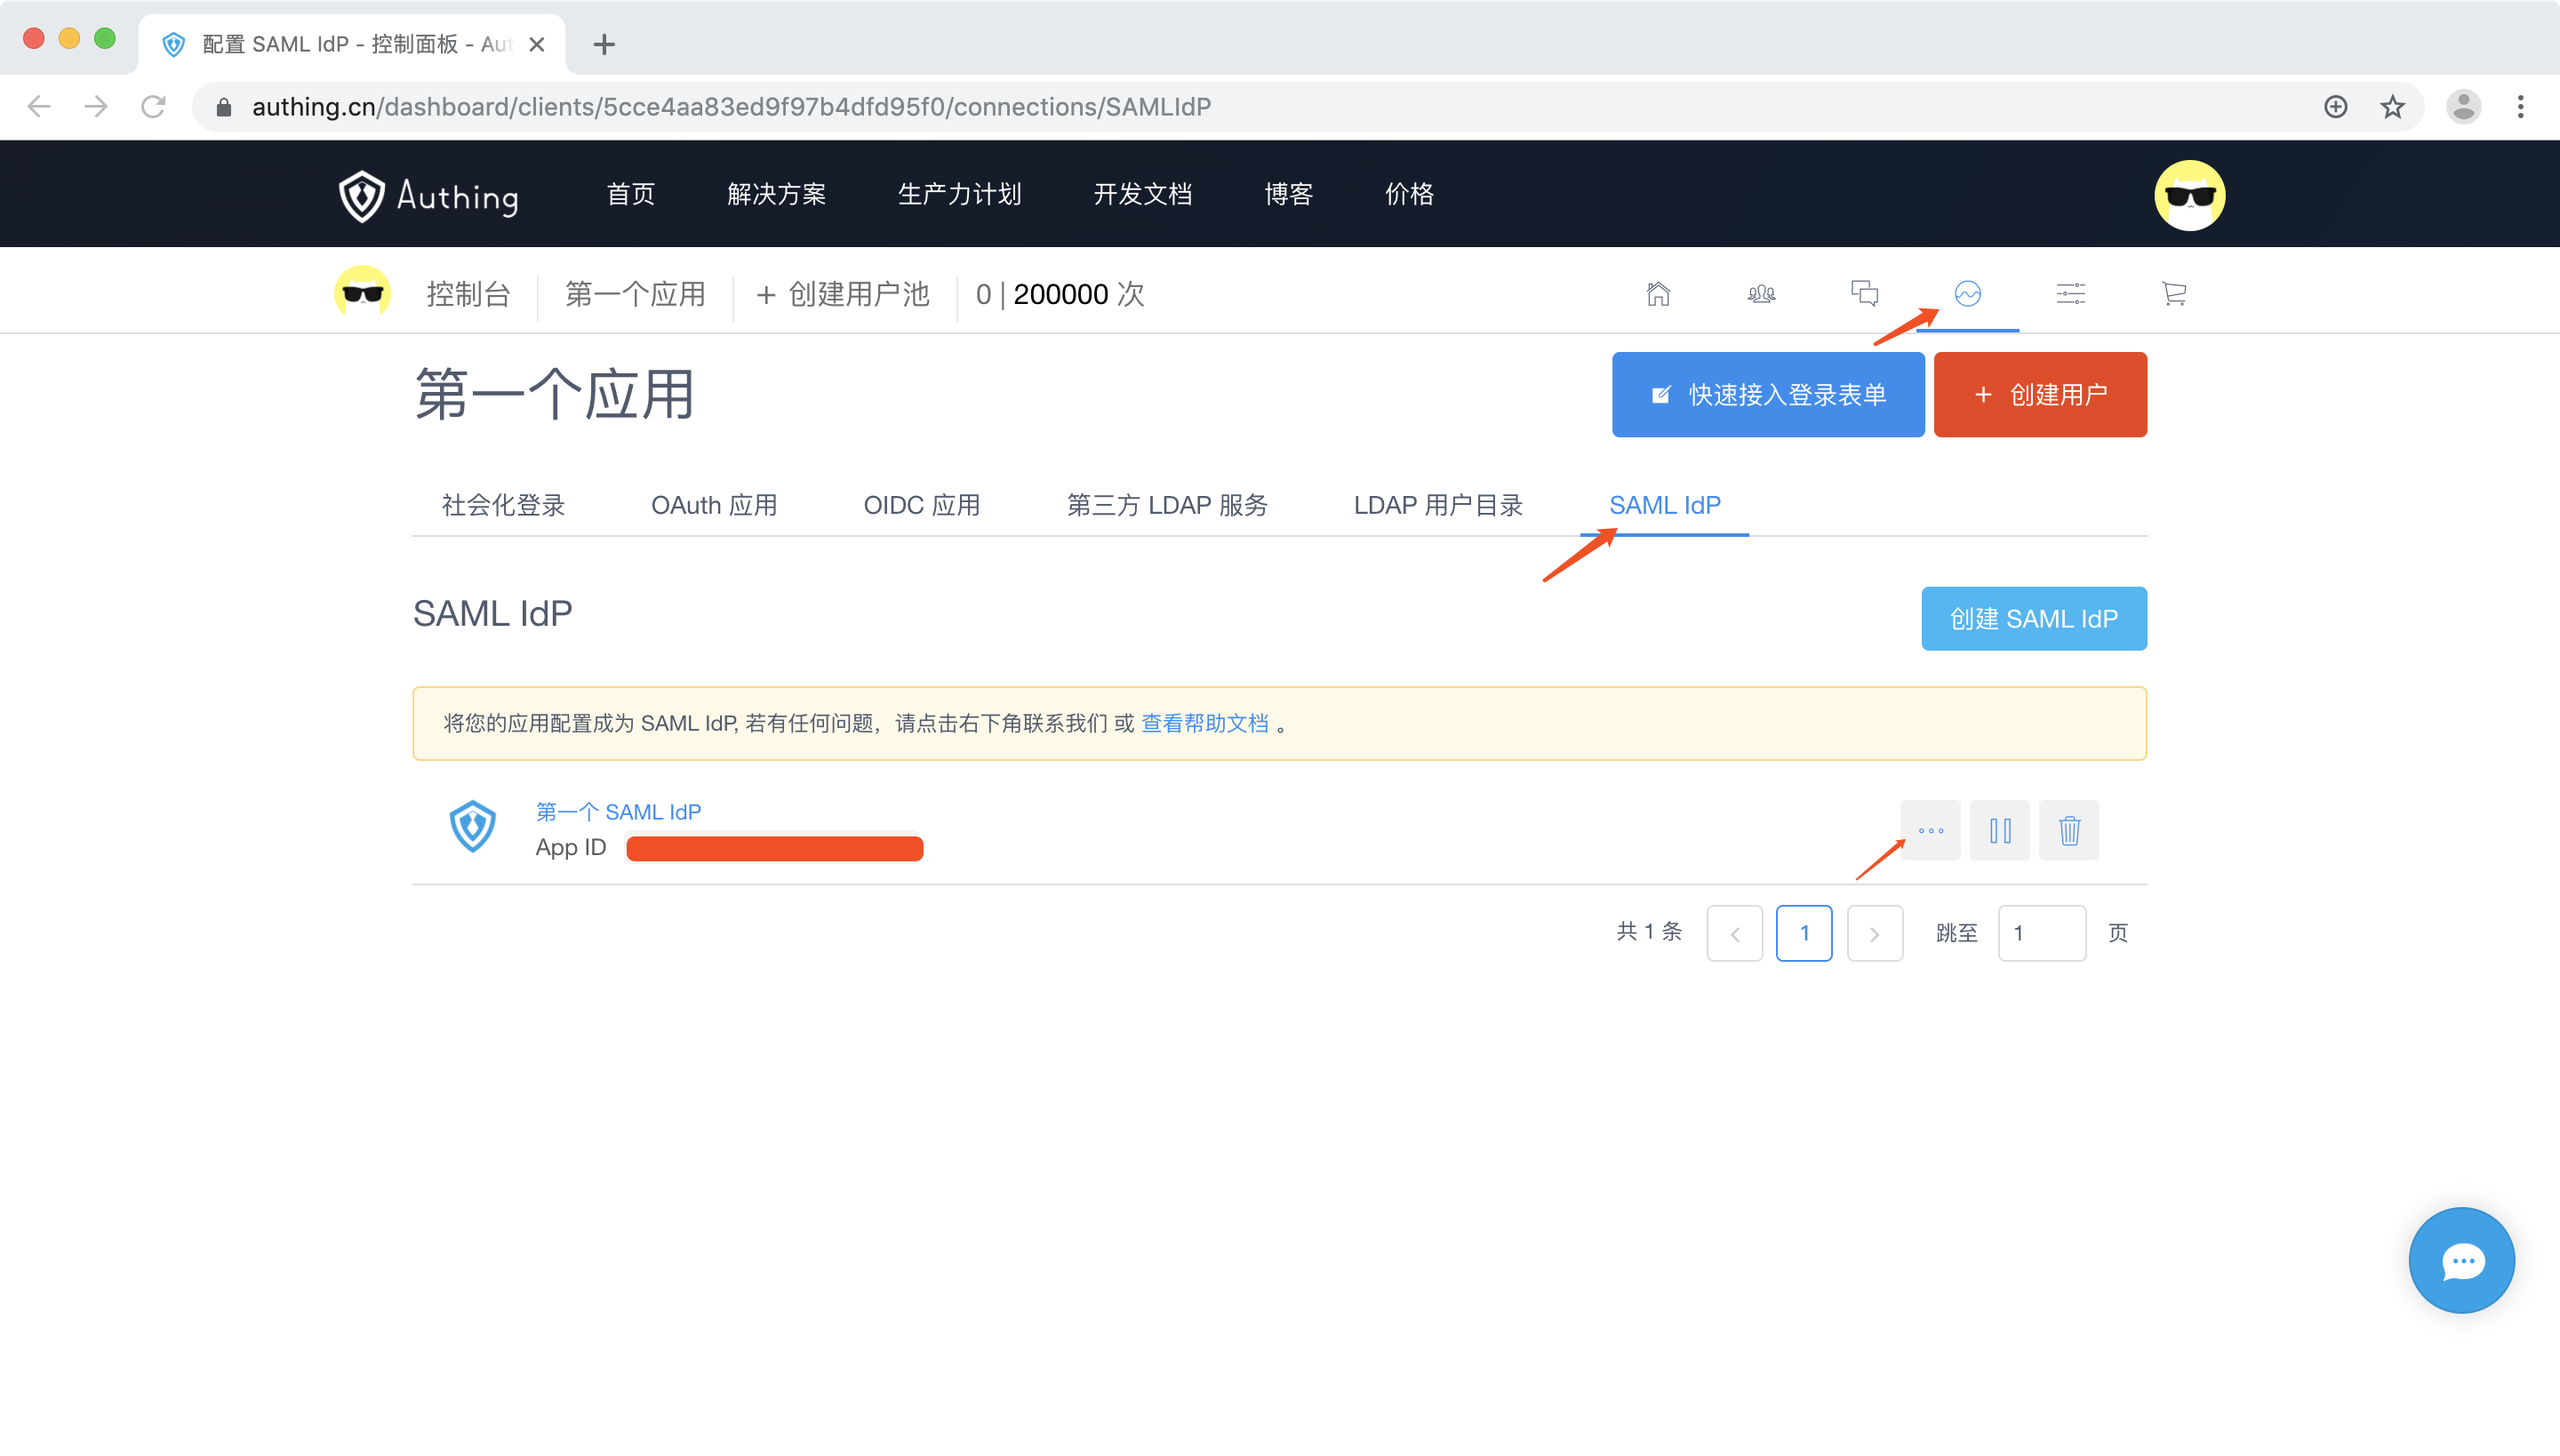 配置 SAML IdP - 控制面板 - Aut
authing.cn/dashboard/clients/5cce4aa83ed9f97b4dfd95f0/connections/SAMLIdP
Authing 首页 解决方案 生产力计划 开发文档 博客 价格
控制台 第一个应用 + 创建用户池 0 | 200000 次
第一个应用 快速接入登录表单 + 创建用户
社会化登录 OAuth 应用 OIDC 应用 第三方 LDAP 服务 LDAP 用户目录 SAML IdP
SAML IdP 创建 SAML IdP
将您的应用配置成为 SAML IdP, 若有任何问题，请点击右下角联系我们 或 查看帮助文档 。
第一个 SAML IdP
App ID
共 1 条 1 跳至 1 页